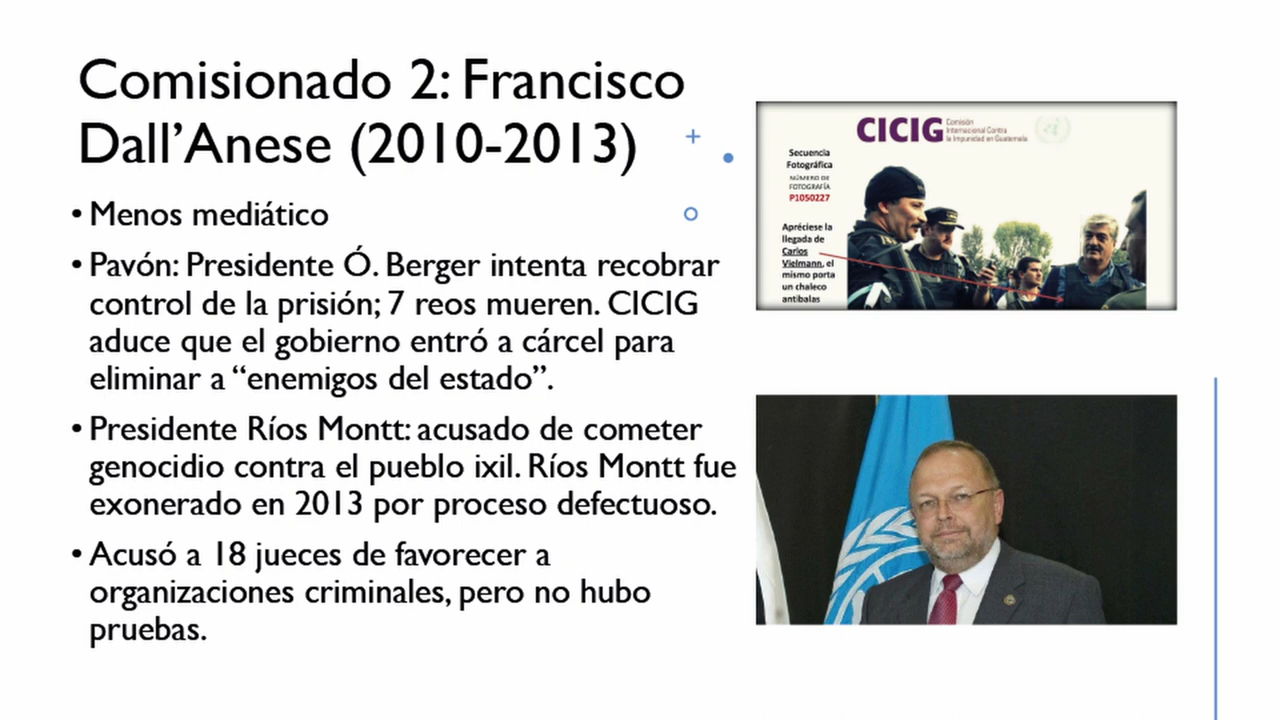 Comisionado 2: Francisco
Dall’Anese (2010-2013)
• Menos mediático
• Pavón: Presidente Ó. Berger intenta recobrar
control de la prisión; 7 reos mueren. CICIG
aduce que el gobierno entró a cárcel para
eliminar a “enemigos del estado”.
• Presidente Ríos Montt: acusado de cometer
genocidio contra el pueblo ixil. Ríos Montt fue
exonerado en 2013 por proceso defectuoso.
• Acusó a 18 jueces de favorecer a
organizaciones criminales, pero no hubo
pruebas.
CICIG
Comisión
Internacional Contra
la Impunidad en Guatemala
Secuencia
Fotográfica
NÚMERO DE
FOTOGRAFÍA
P1050227
Apréciese la
llegada de
Carlos
Vielmann, el
mismo porta
un chaleco
antibalas